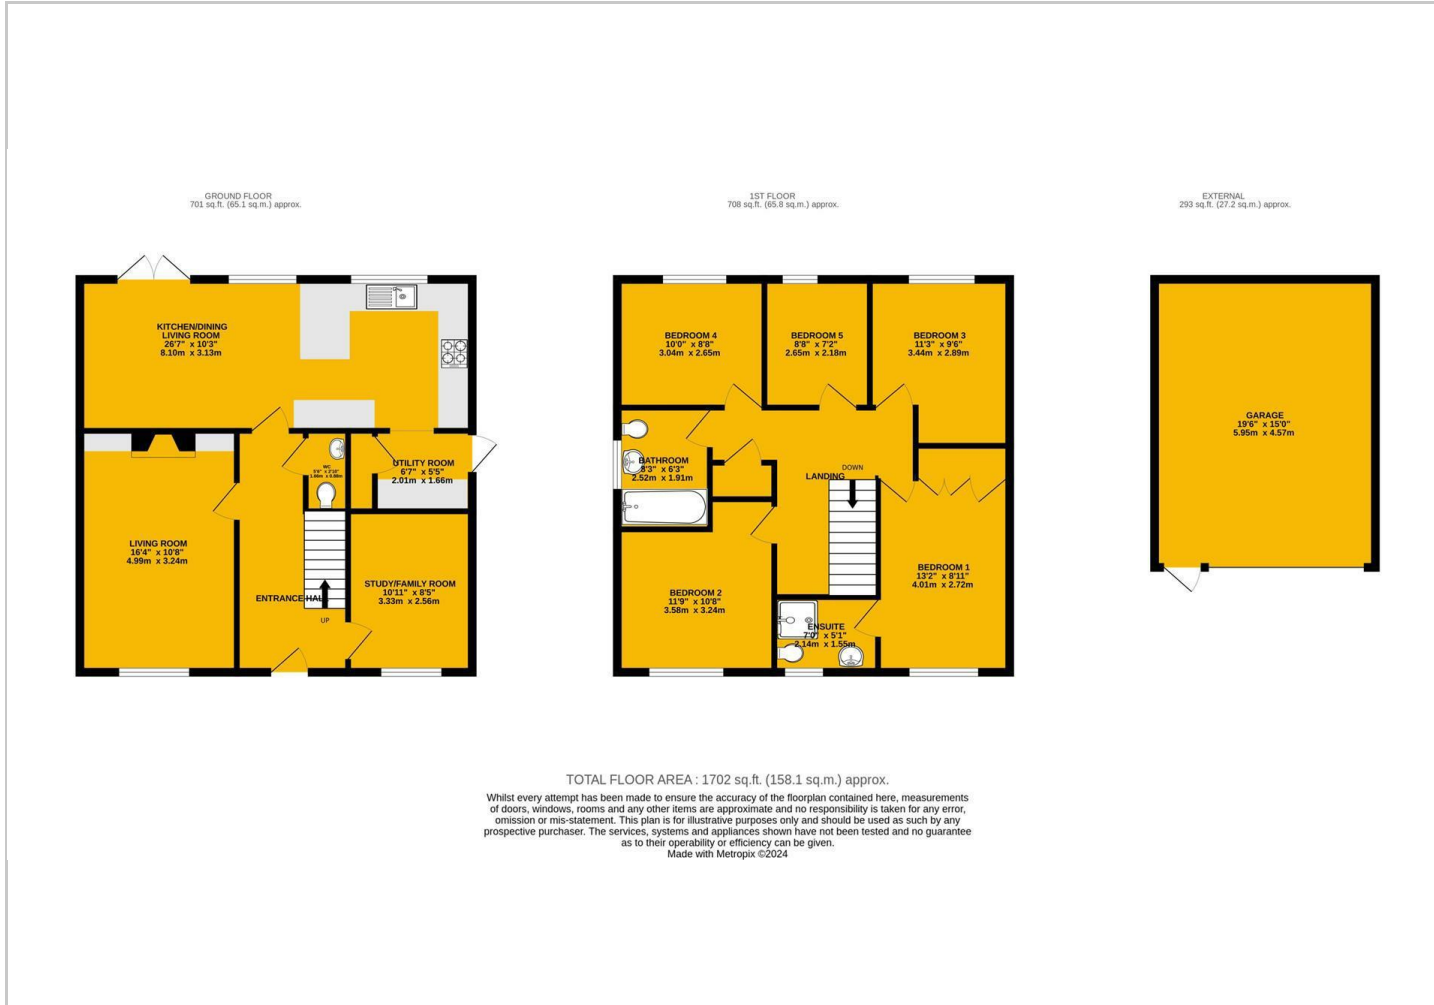 GROUND FLOOR
701 sq.ft. (65.1 sq.m.) approx.
1ST FLOOR
708 sq.ft. (65.8 sq.m.) approx.
EXTERNAL
293 sq.ft. (27.2 sq.m.) approx.
KITCHEN/DINING
LIVING ROOM
26'7" x 10'3"
8.10m x 3.13m
WC
UTILITY ROOM
6'7" x 5'5"
2.01m x 1.66m
LIVING ROOM
16'4" x 10'8"
4.99m x 3.24m
STUDY/FAMILY ROOM
10'11" x 8'5"
3.33m x 2.56m
ENTRANCE HALL
UP
BEDROOM 4
10'0" x 8'8"
3.04m x 2.65m
BEDROOM 5
8'8" x 7'2"
2.65m x 2.18m
BEDROOM 3
11'3" x 9'6"
3.44m x 2.89m
BATHROOM
8'3" x 6'3"
2.52m x 1.91m
DOWN
LANDING
BEDROOM 2
11'9" x 10'8"
3.58m x 3.24m
BEDROOM 1
13'2" x 8'11"
4.01m x 2.72m
ENSUITE
7'0" x 5'1"
2.14m x 1.55m
GARAGE
19'6" x 15'0"
5.95m x 4.57m
TOTAL FLOOR AREA : 1702 sq.ft. (158.1 sq.m.) approx.
Whilst every attempt has been made to ensure the accuracy of the floorplan contained here, measurements
of doors, windows, rooms and any other items are approximate and no responsibility is taken for any error,
omission or mis-statement. This plan is for illustrative purposes only and should be used as such by any
prospective purchaser. The services, systems and appliances shown have not been tested and no guarantee
as to their operability or efficiency can be given.
Made with Metropix ©2024